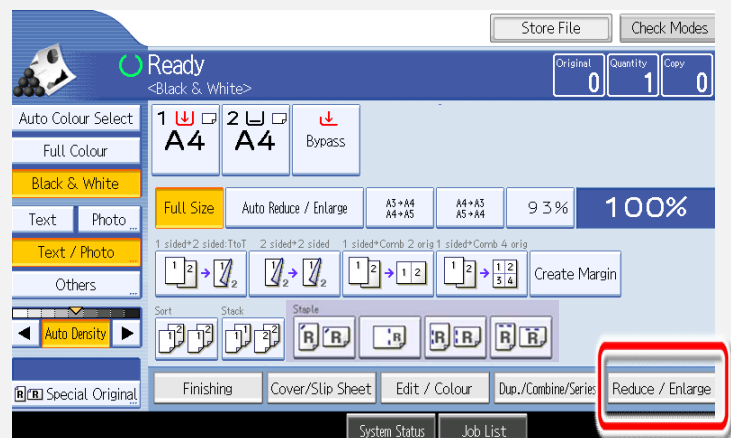 Store File
Check Modes
Ready
<Black & White>
Original
0
Quantity
1
Copy
0
Auto Colour Select
Full Colour
Black & White
Text
Photo
Text / Photo
Others
Auto Density
Special Original
1 A4
2 A4
Bypass
Full Size
Auto Reduce / Enlarge
A3→A4
A4→A5
A4→A3
A5→A4
93%
100%
1 sided→2 sided:TtoT
2 sided→2 sided
1 sided→Comb 2 orig
1 sided→Comb 4 orig
Create Margin
Sort
Stack
Staple
Finishing
Cover/Slip Sheet
Edit / Colour
Dup./Combine/Series
Reduce / Enlarge
System Status
Job List